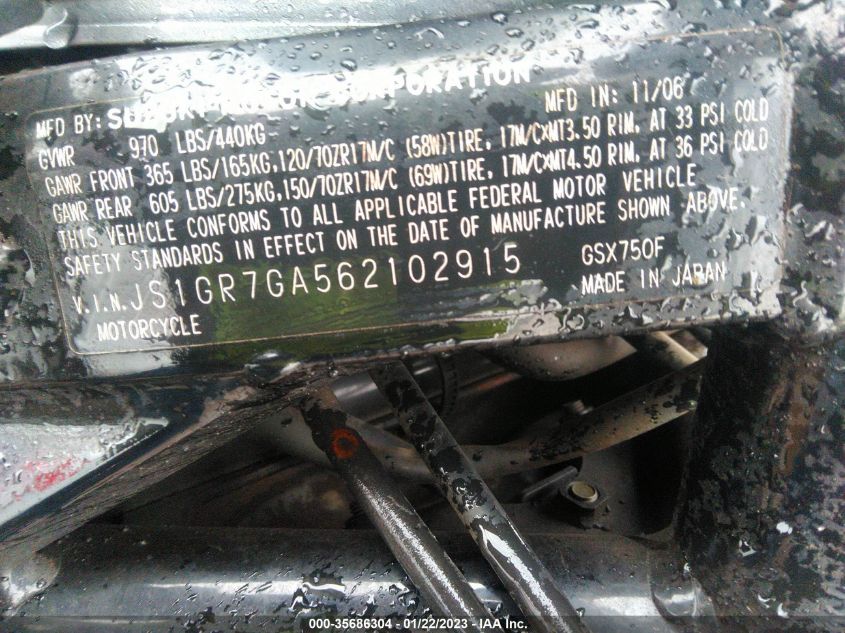 MFD BY: SUZUKI MOTOR CORPORATION
MFD IN: 11/06
GVWR 970 LBS/440KG
GAWR FRONT 365 LBS/165KG,120/70ZR17M/C (58W)TIRE, 17M/CXMT3.50 RIM, AT 33 PSI COLD
GAWR REAR 605 LBS/275KG,150/70ZR17M/C (69W)TIRE, 17M/CXMT4.50 RIM, AT 36 PSI COLD
THIS VEHICLE CONFORMS TO ALL APPLICABLE FEDERAL MOTOR VEHICLE
SAFETY STANDARDS IN EFFECT ON THE DATE OF MANUFACTURE SHOWN ABOVE.
V.I.N.JS1GR7GA562102915 GSX750F
MOTORCYCLE MADE IN JAPAN
000-35686304 - 01/22/2023 - IAA Inc.